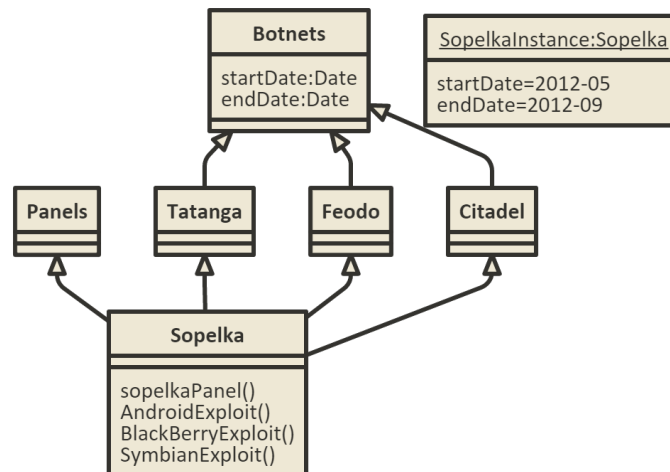 Botnets
startDate:Date
endDate:Date
SopelkaInstance:Sopelka
startDate=2012-05
endDate=2012-09
Panels
Tatanga
Feodo
Citadel
Sopelka
sopelkaPanel()
AndroidExploit()
BlackBerryExploit()
SymbianExploit()